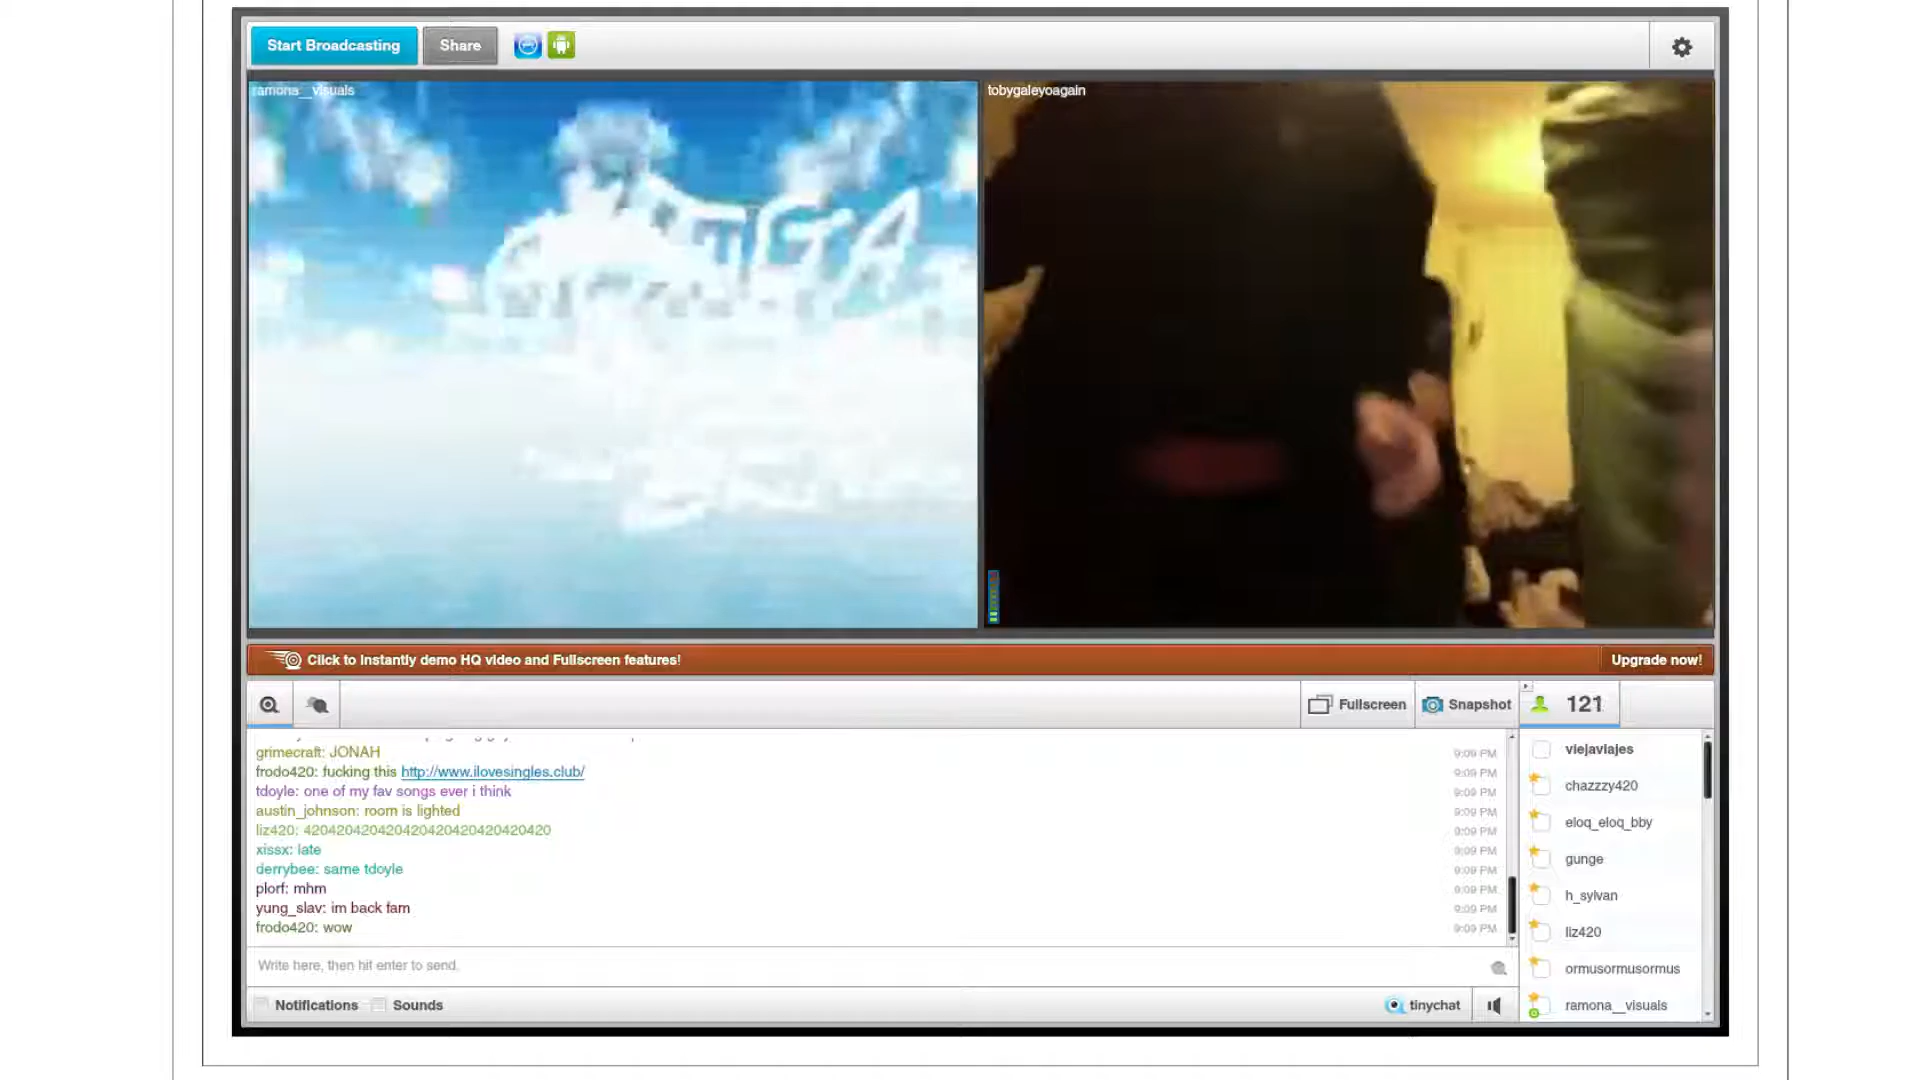 Start Broadcasting
Share
ramona__visuals
tobygaleyoagain
Click to instantly demo HQ video and Fullscreen features!
Upgrade now!
Fullscreen
Snapshot
121
grimecraft: JONAH
9:09 PM
frodo420: fucking this http://www.ilovesingles.club/
9:09 PM
tdoyle: one of my fav songs ever i think
9:09 PM
austin_johnson: room is lighted
9:09 PM
liz420: 420420420420420420420420420
9:09 PM
xissx: late
9:09 PM
derrybee: same tdoyle
9:09 PM
plorf: mhm
9:09 PM
yung_slav: im back fam
9:09 PM
frodo420: wow
9:09 PM
viejaviajes
chazzzy420
eloq_eloq_bby
gunge
h_sylvan
liz420
ormusormusormus
ramona__visuals
Write here, then hit enter to send.
Notifications
Sounds
tinychat